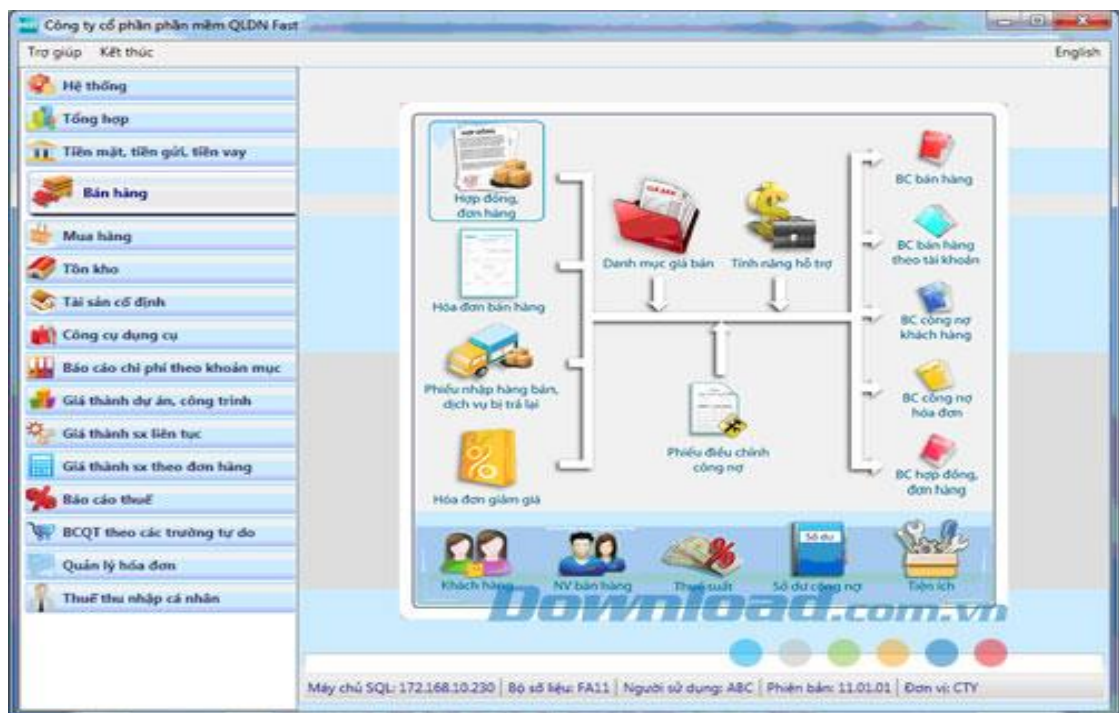 Công ty cổ phần phần mềm QLDN Fast
Trợ giúp Kết thúc English
Hệ thống
Tổng hợp
Tiền mặt, tiền gửi, tiền vay
Bán hàng
Mua hàng
Tồn kho
Tài sản cố định
Công cụ dụng cụ
Báo cáo chi phí theo khoản mục
Giá thành dự án, công trình
Giá thành sx liên tục
Giá thành sx theo đơn hàng
Báo cáo thuế
BCQT theo các trường tự do
Quản lý hóa đơn
Thuế thu nhập cá nhân
HỢP ĐỒNG
Hợp đồng,
đơn hàng
Hóa đơn bán hàng
Phiếu nhập hàng bán,
dịch vụ bị trả lại
Hóa đơn giảm giá
GIÁ BÁN
Danh mục giá bán
Tính năng hỗ trợ
Phiếu điều chỉnh
công nợ
BC bán hàng
BC bán hàng
theo tài khoản
BC công nợ
khách hàng
BC công nợ
hóa đơn
BC hợp đồng,
đơn hàng
Khách hàng
NV bán hàng
Thuế suất
Số dư
Số dư công nợ
Tiện ích
Download.com.vn
Máy chủ SQL: 172.168.10.230 Bộ số liệu: FA11 Người sử dụng: ABC Phiên bản: 11.01.01 Đơn vị: CTY